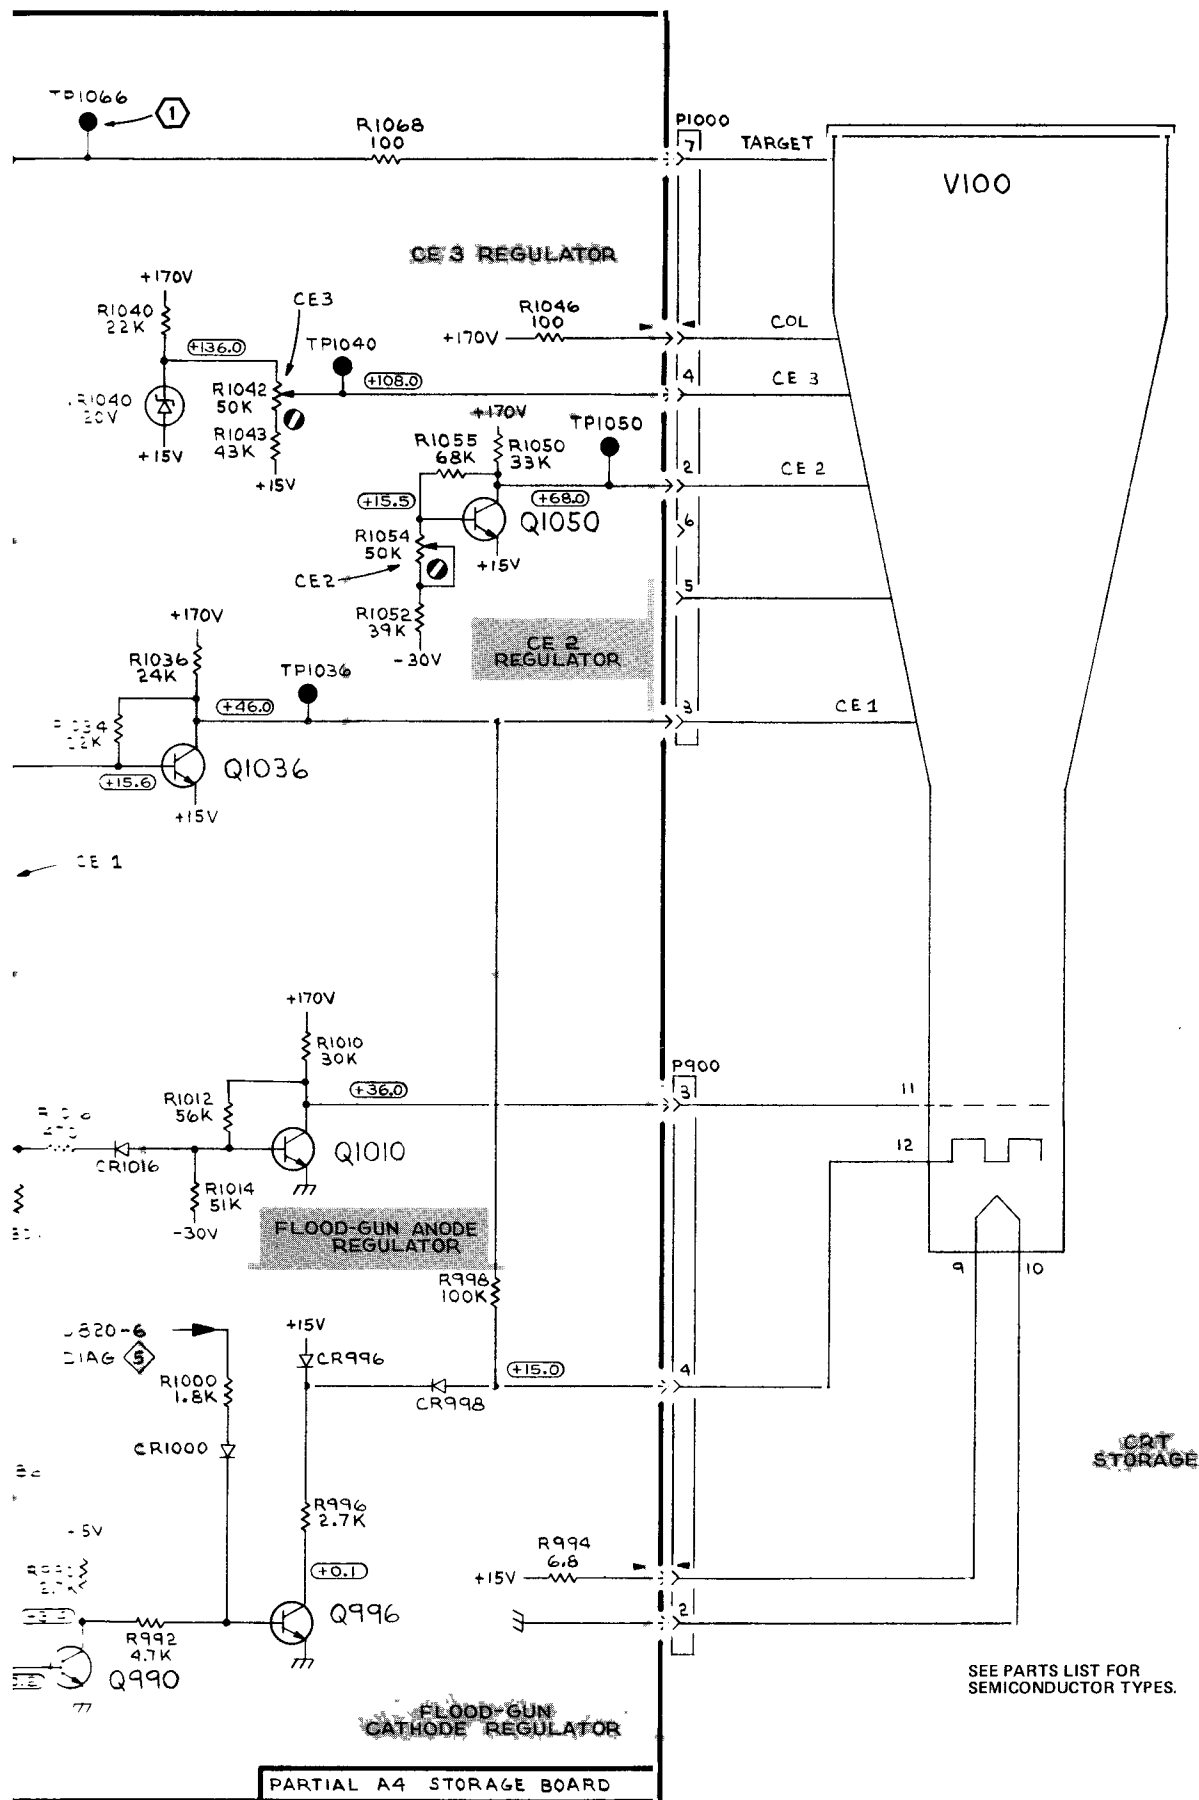 TP1066
1
R1068
100
P1000
7
TARGET
V100
CE 3 REGULATOR
+170V
R1040
22K
+136.0
CE3
TP1040
R1042
50K
+108.0
R1043
43K
+15V
+15V
R1046
100
+170V
COL
4
CE 3
+170V
TP1050
R1055
68K
R1050
33K
2
CE 2
+15.5
+68.0
Q1050
6
R1054
50K
+15V
CE2
5
R1052
39K
-30V
CE 2
REGULATOR
+170V
R1036
24K
TP1036
+46.0
3
CE 1
Q1036
+15.6
+15V
CE 1
+170V
R1010
30K
P900
3
+36.0
11
R1012
56K
Q1010
12
CR1016
R1014
51K
-30V
FLOOD-GUN ANODE
REGULATOR
9
10
R998
100K
820-6
5
+15V
CR996
+15.0
4
R1000
1.8K
CR998
CR1000
CRT
STORAGE
R996
2.7K
R994
6.8
+15V
+0.1
Q996
2
R992
4.7K
Q990
SEE PARTS LIST FOR
SEMICONDUCTOR TYPES.
FLOOD-GUN
CATHODE REGULATOR
PARTIAL A4 STORAGE BOARD